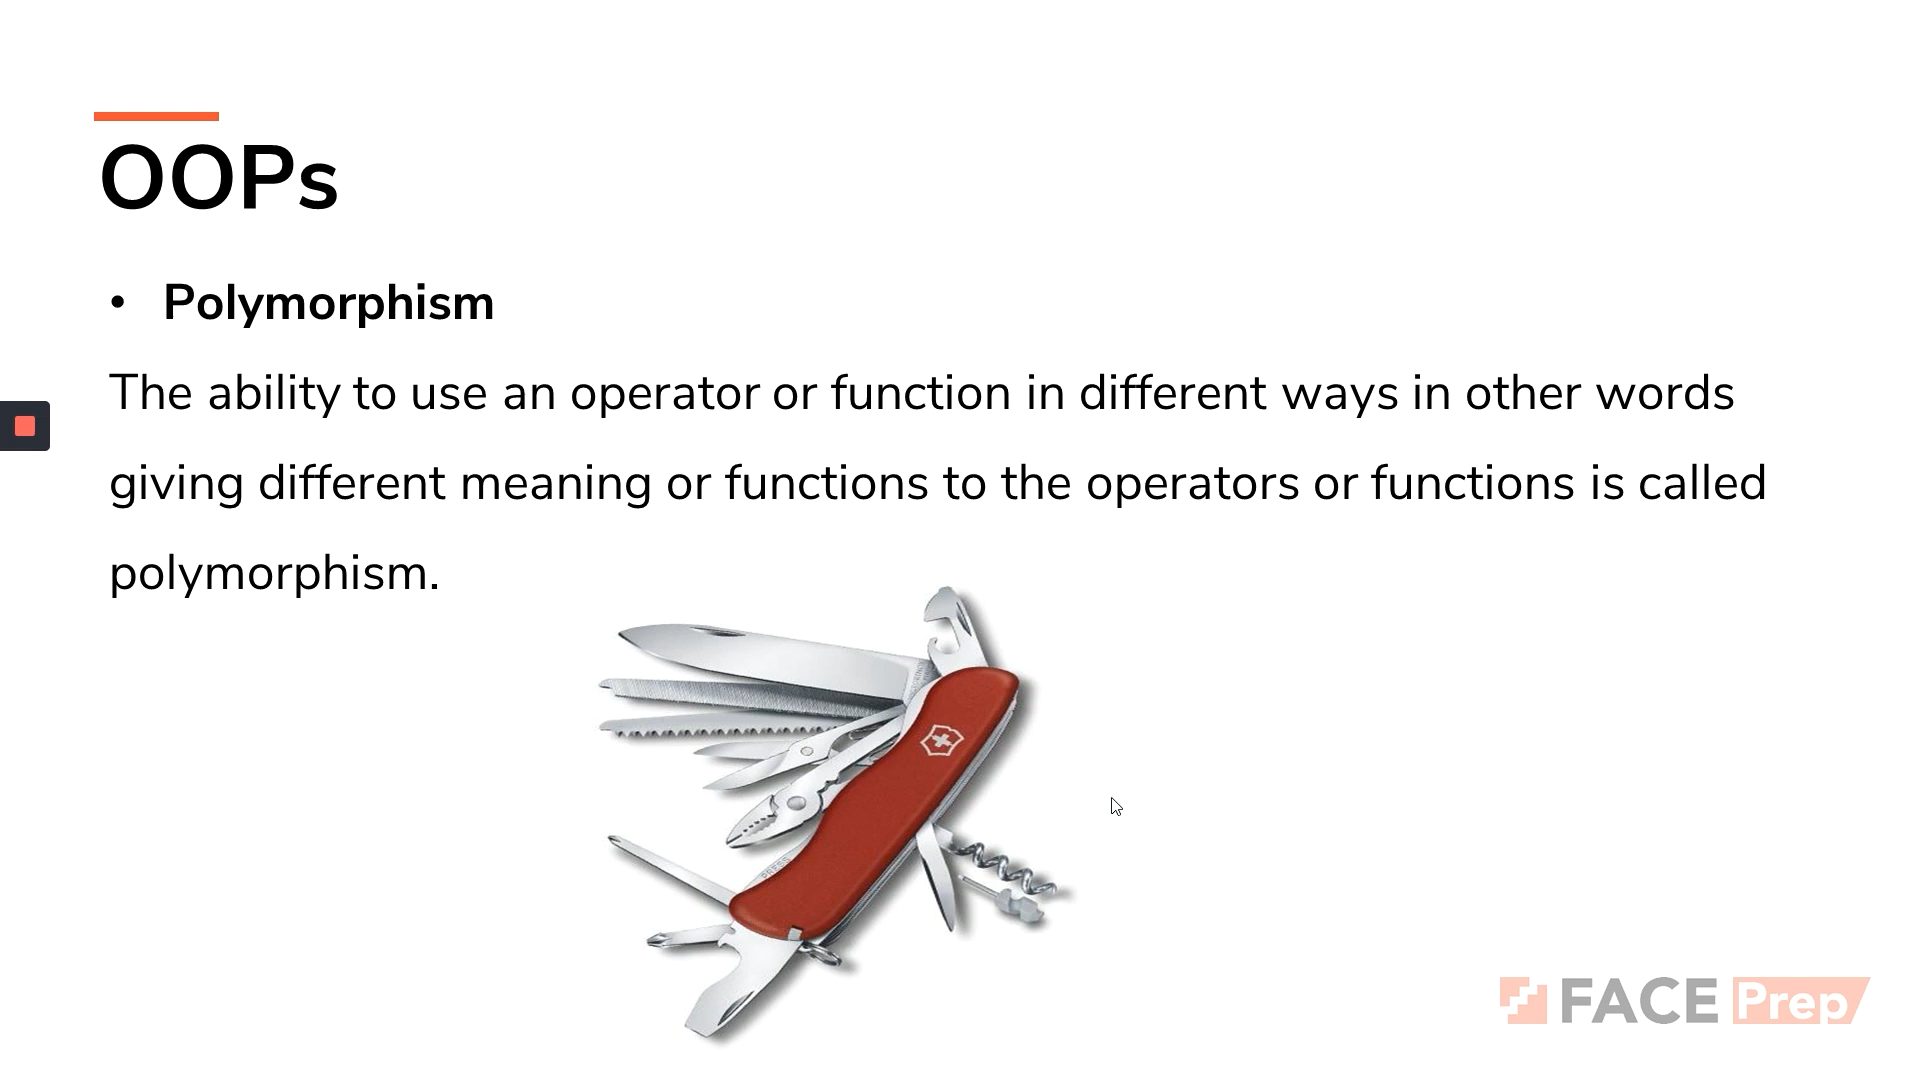 OOPs
• Polymorphism
The ability to use an operator or function in different ways in other words
giving different meaning or functions to the operators or functions is called
polymorphism.
FACE Prep